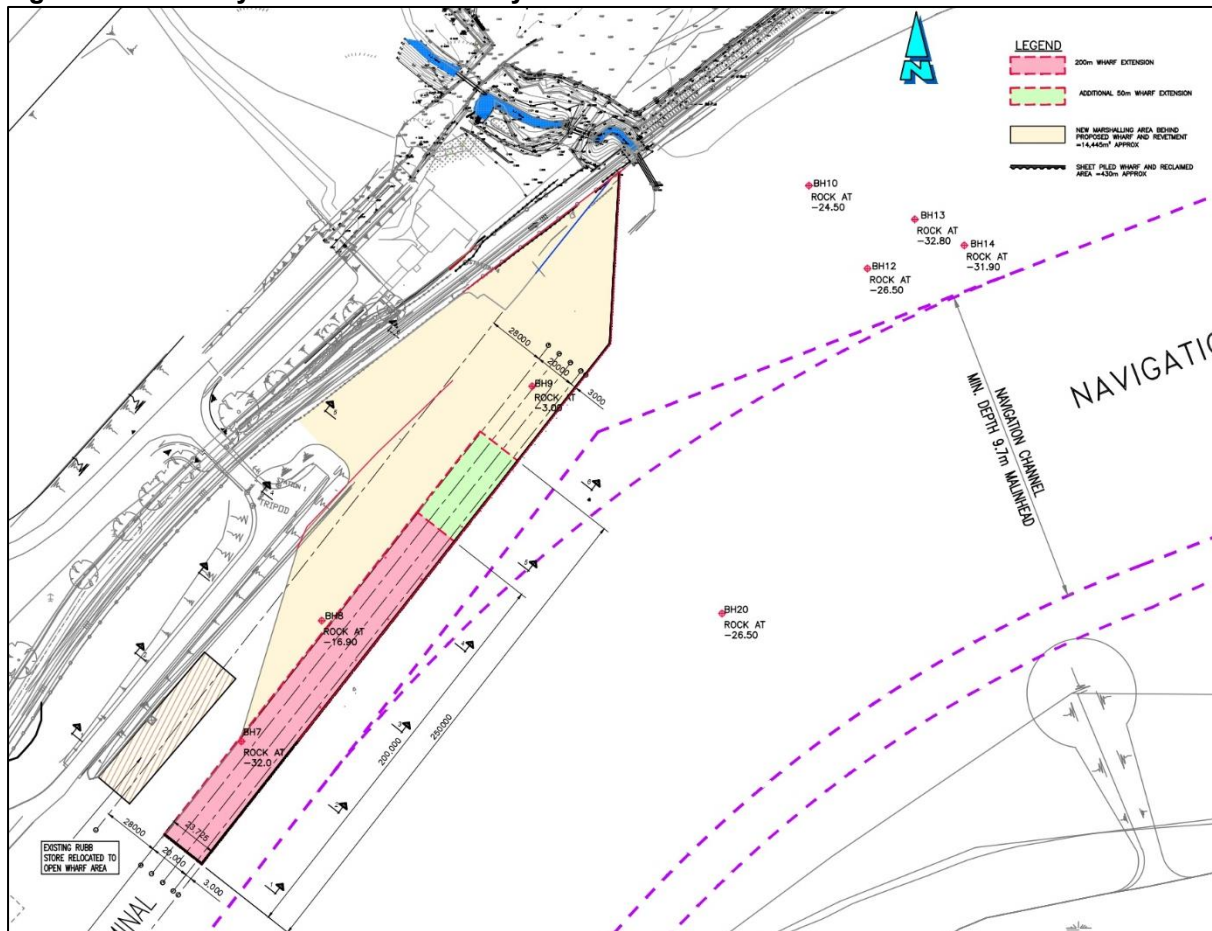 N
LEGEND
200m WHARF EXTENSION
ADDITIONAL 50m WHARF EXTENSION
NEW MARSHALLING AREA BEHIND
PROPOSED WHARF AND REVETMENT
=14,445m² APPROX
SHEET PILED WHARF AND RECLAIMED
AREA =430m APPROX
BH10
ROCK AT
-24.50
BH13
ROCK AT
-32.80
BH14
ROCK AT
-31.90
BH12
ROCK AT
-26.50
NAVIGATIO
NAVIGATION CHANNEL
MIN. DEPTH 9.7m MALINHEAD
28000
20000
3000
BH9
ROCK AT
-3.00
STATION 1
TRIPOD
BH8
ROCK AT
-16.90
BH20
ROCK AT
-26.50
BH7
ROCK AT
-32.0
200,000
250000
23.725
28000
20,000
3,000
EXISTING RUBB
STORE RELOCATED TO
OPEN WHARF AREA
MINAL